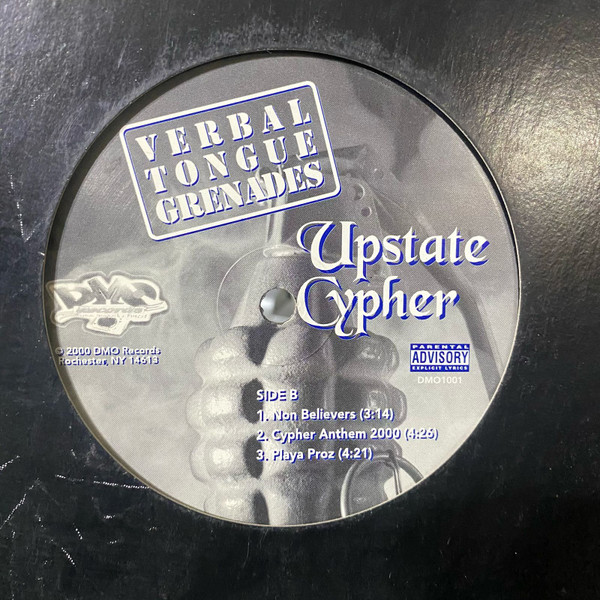 VERBAL
TONGUE
GRENADES
Upstate
Cypher
DMO
© 2000 DMO Records
Rochester, NY 14613
PARENTAL
ADVISORY
EXPLICIT LYRICS
DMO1001
SIDE B
1. Non Believers (3:14)
2. Cypher Anthem 2000 (4:26)
3. Playa Proz (4:21)